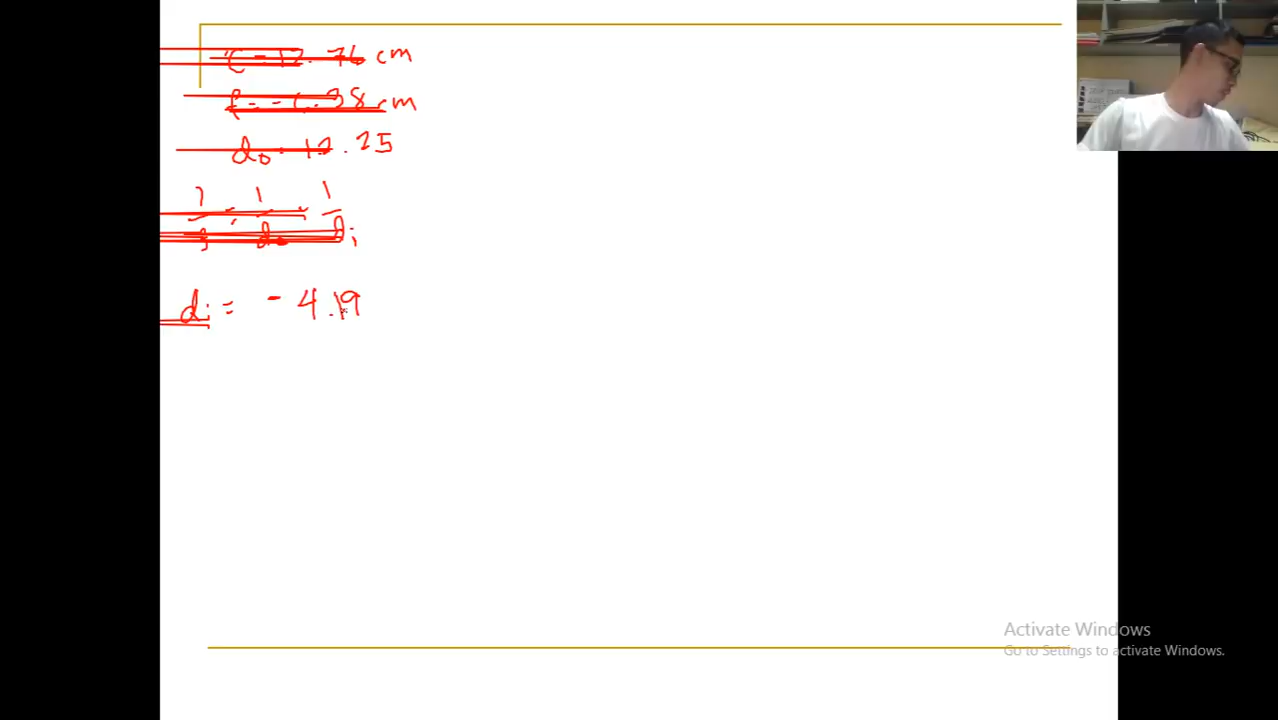 C = 12.76 cm
f = - 6.38 cm
do = 12.25
1/f = 1/do + 1/di
di = - 4.19
Activate Windows
Go to Settings to activate Windows.